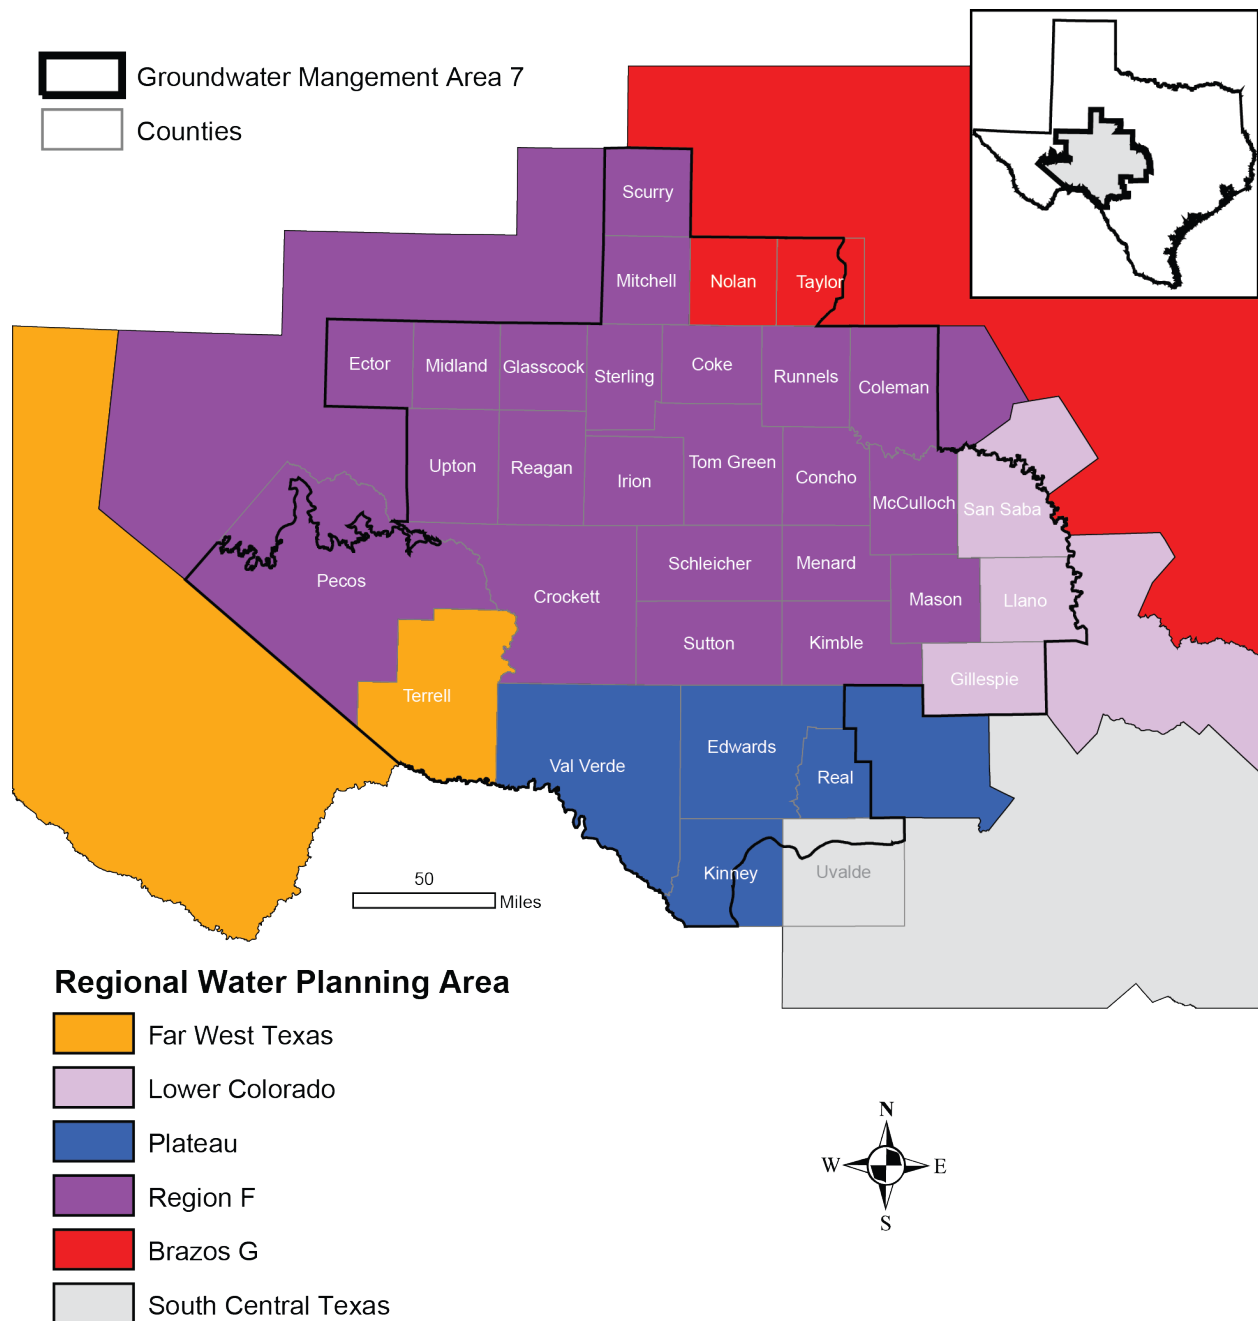 Groundwater Mangement Area 7
Counties
Scurry
Mitchell
Nolan
Taylor
Ector
Midland
Glasscock
Sterling
Coke
Runnels
Coleman
Upton
Reagan
Irion
Tom Green
Concho
McCulloch
San Saba
Pecos
Crockett
Schleicher
Menard
Mason
Llano
Sutton
Kimble
Gillespie
Terrell
Val Verde
Edwards
Real
Kinney
Uvalde
50
Miles
Regional Water Planning Area
Far West Texas
Lower Colorado
Plateau
Region F
Brazos G
South Central Texas
N
W
E
S